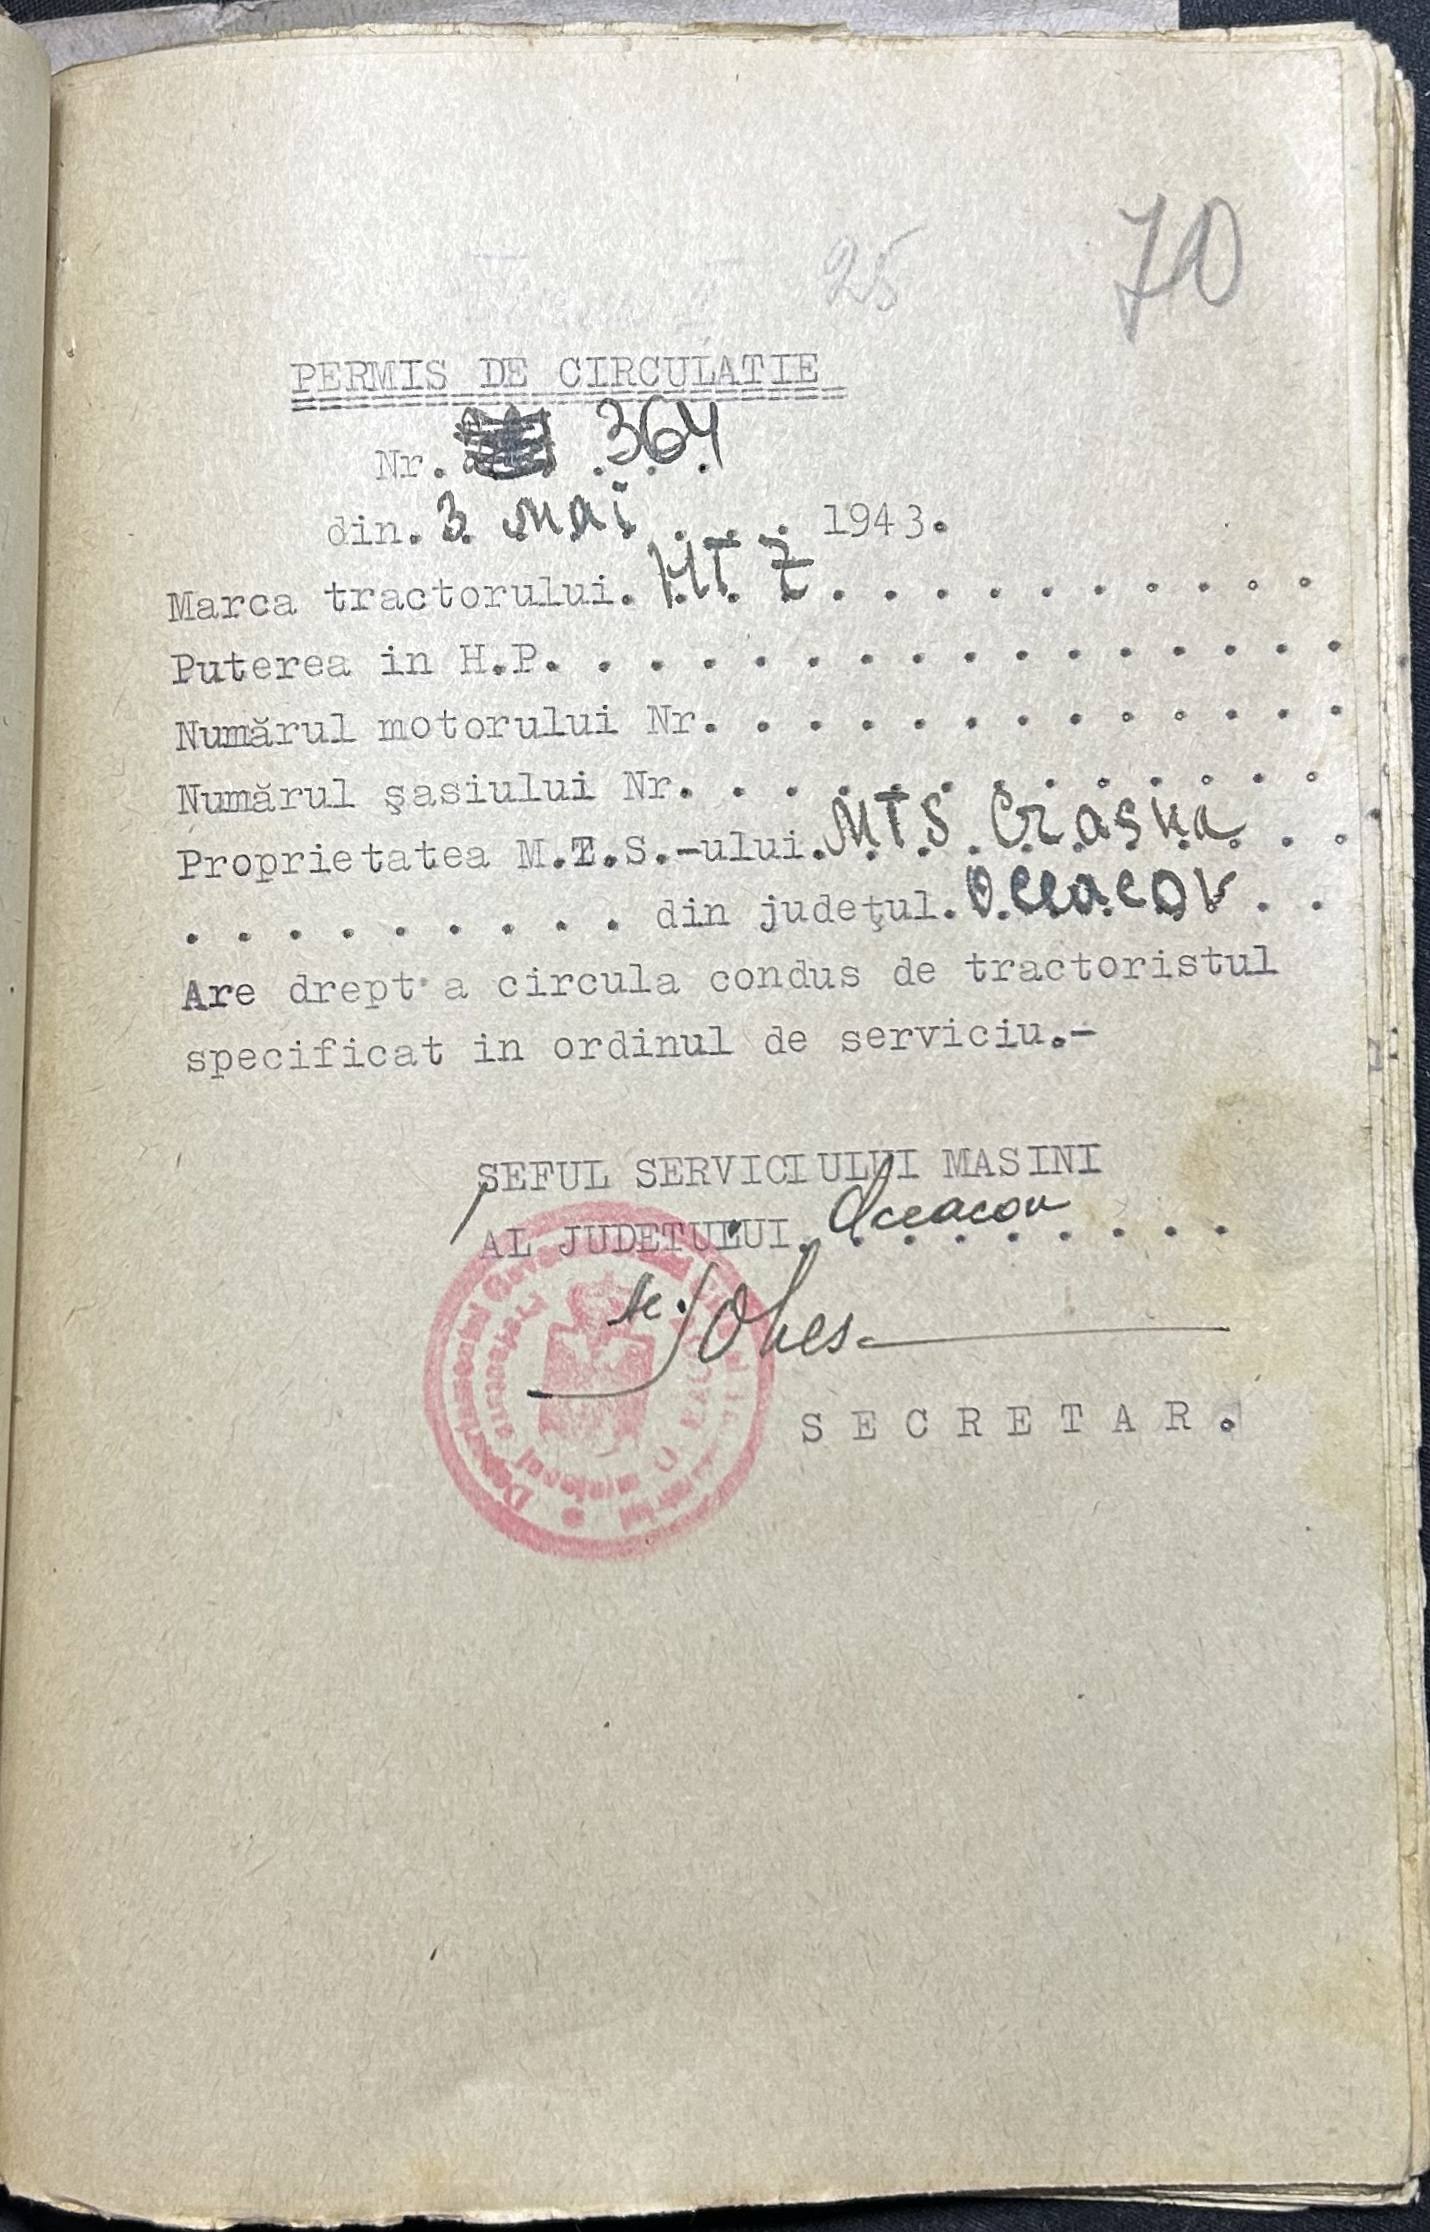 25
70
PERMIS DE CIRCULATIE
Nr. 364
din. 3 mai . . . 1943.
Marca tractorului. HT Z . . . . . . . . . .
Puterea in H.P. . . . . . . . . . . . . . . .
Numărul motorului Nr. . . . . . . . . . . . .
Numărul şasiului Nr. . . . . . . . . . . . .
Proprietatea M.T.S.-ului. MTS Craşna . . .
. . . . . . . . . din judeţul. Oceacov . .
Are drept a circula condus de tractoristul
specificat in ordinul de serviciu.-
SEFUL SERVICIULUI MASINI
AL JUDETULUI. Oceacov . . . .
SECRETAR.